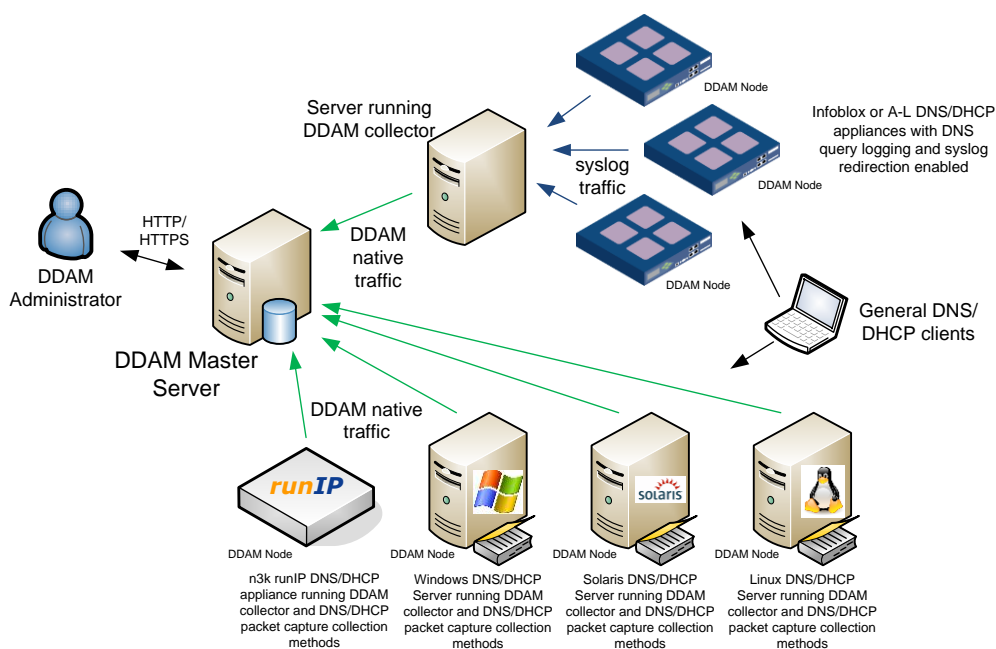 DDAM Node
Server running
DDAM collector
Infoblox or A-L DNS/DHCP
appliances with DNS
query logging and syslog
redirection enabled
syslog
traffic
DDAM Node
HTTP/
HTTPS
DDAM
native
traffic
DDAM Node
DDAM
Administrator
General DNS/
DHCP clients
DDAM Master
Server
DDAM native
traffic
runIP
solaris
DDAM Node
DDAM Node
DDAM Node
DDAM Node
n3k runIP DNS/DHCP
appliance running DDAM
collector and DNS/DHCP
packet capture collection
methods
Windows DNS/DHCP
Server running DDAM
collector and DNS/DHCP
packet capture collection
methods
Solaris DNS/DHCP
Server running DDAM
collector and DNS/DHCP
packet capture collection
methods
Linux DNS/DHCP
Server running DDAM
collector and DNS/DHCP
packet capture collection
methods